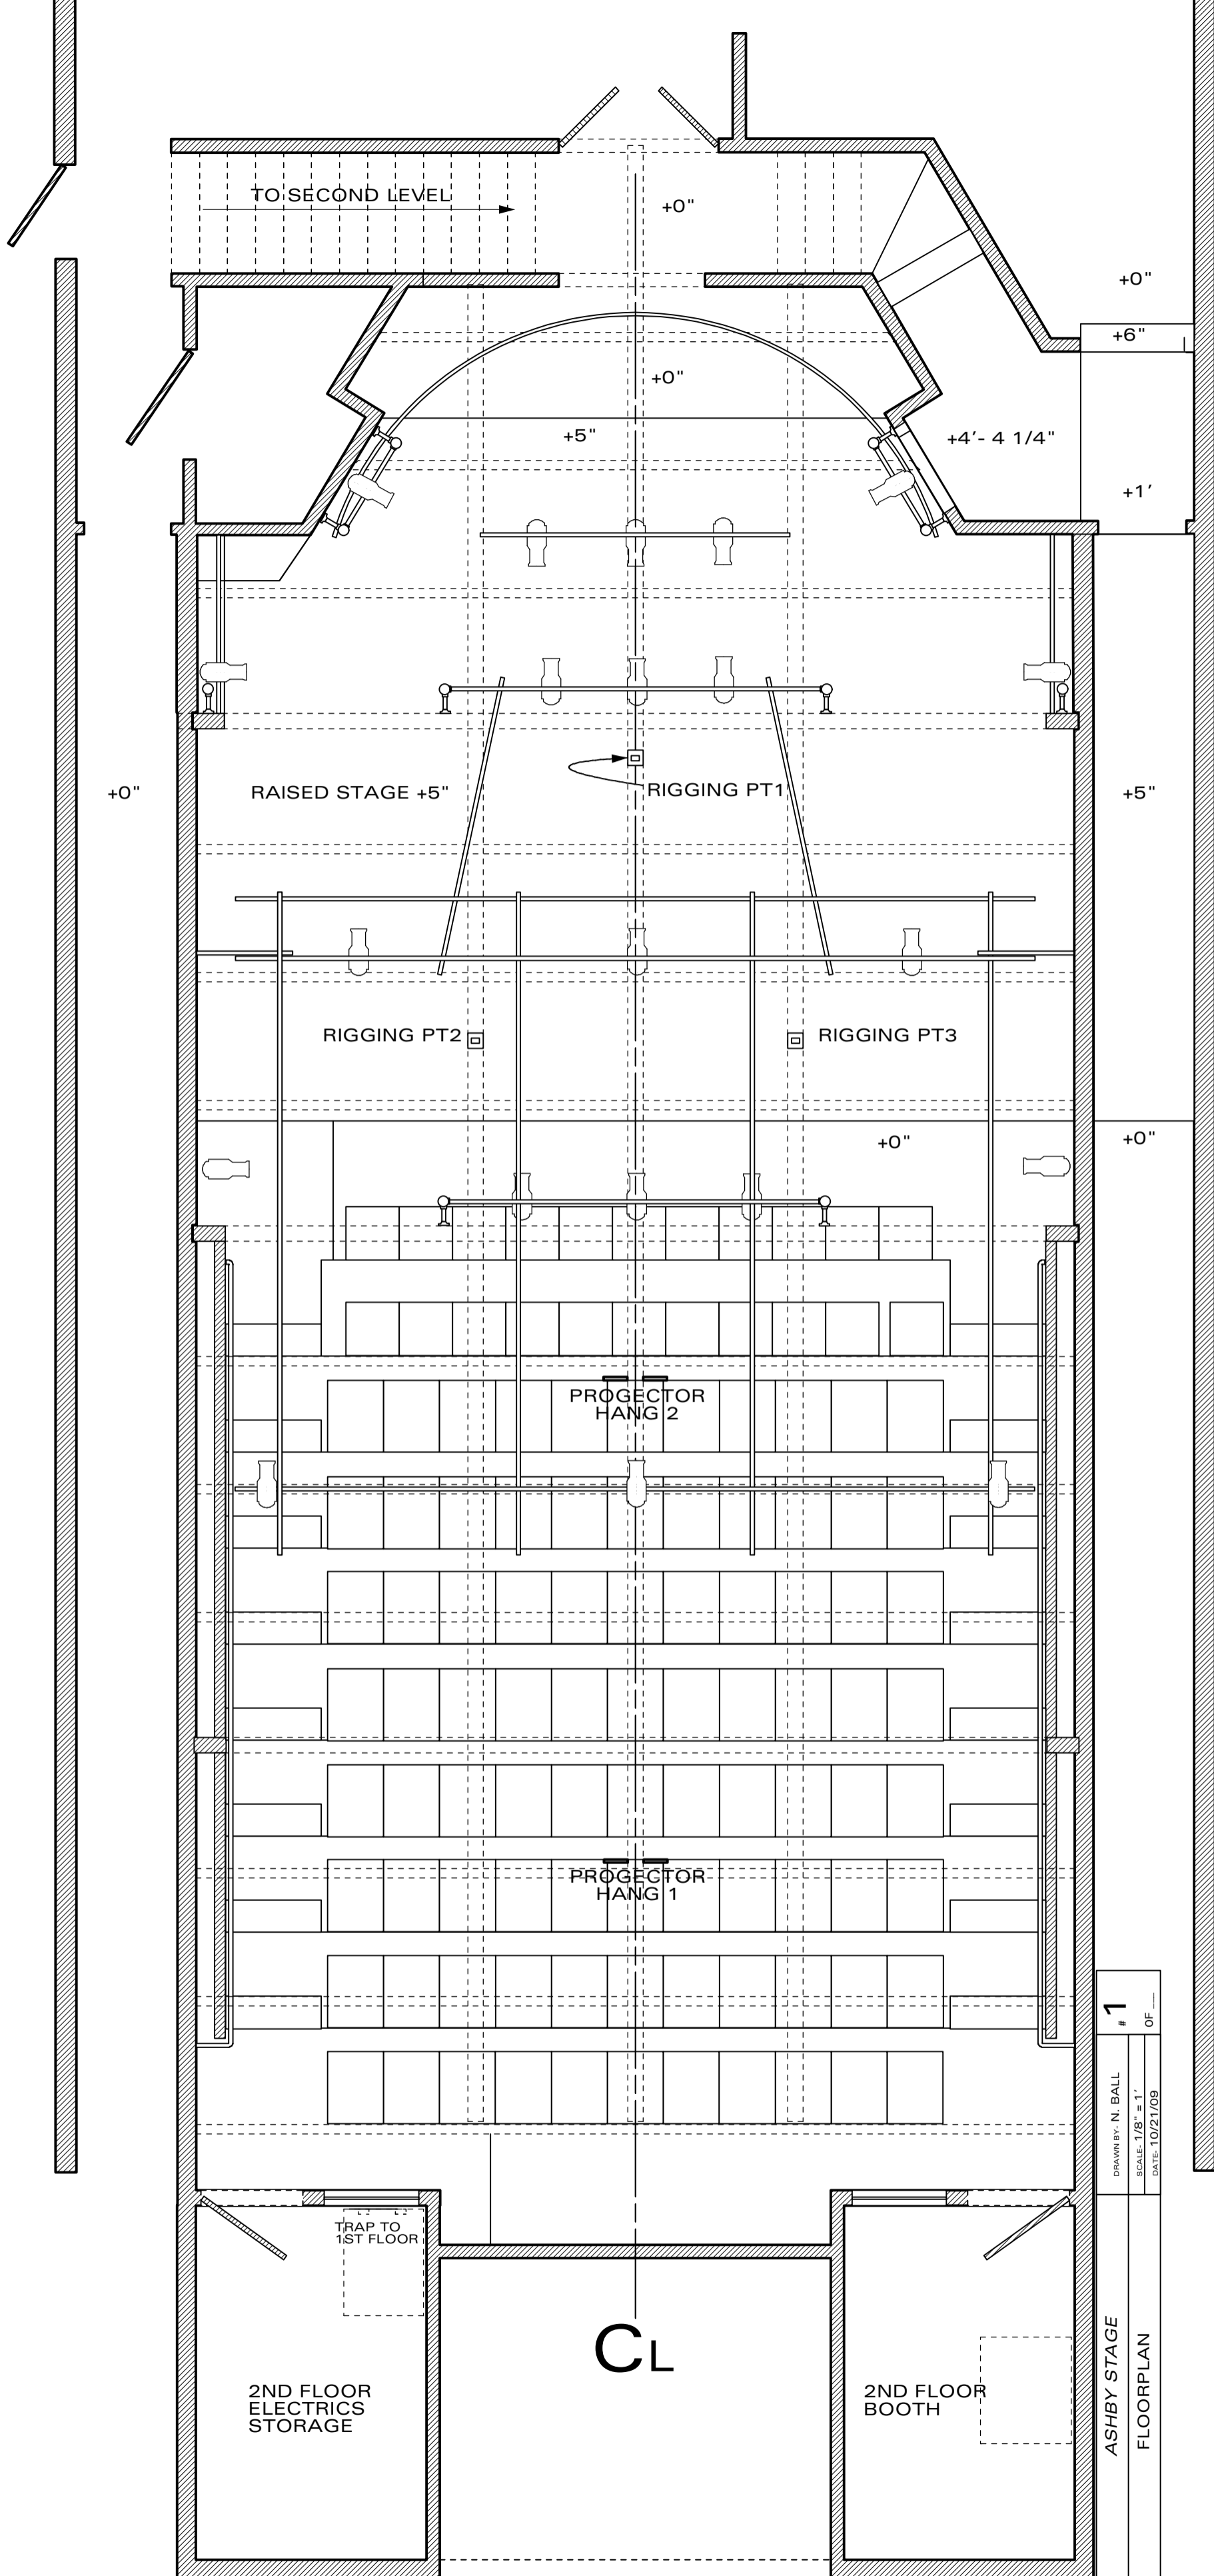 TO SECOND LEVEL
+0"
+0"
+6"
+0"
+5"
+4'- 4 1/4"
+1'
+0"
RAISED STAGE +5"
RIGGING PT1
+5"
RIGGING PT2
RIGGING PT3
+0"
+0"
PROGECTOR
HANG 2
PROGECTOR
HANG 1
# 1
OF __
DRAWN BY- N. BALL
SCALE- 1/8" = 1'
DATE- 10/21/09
TRAP TO
1ST FLOOR
CL
2ND FLOOR
ELECTRICS
STORAGE
2ND FLOOR
BOOTH
ASHBY STAGE
FLOORPLAN